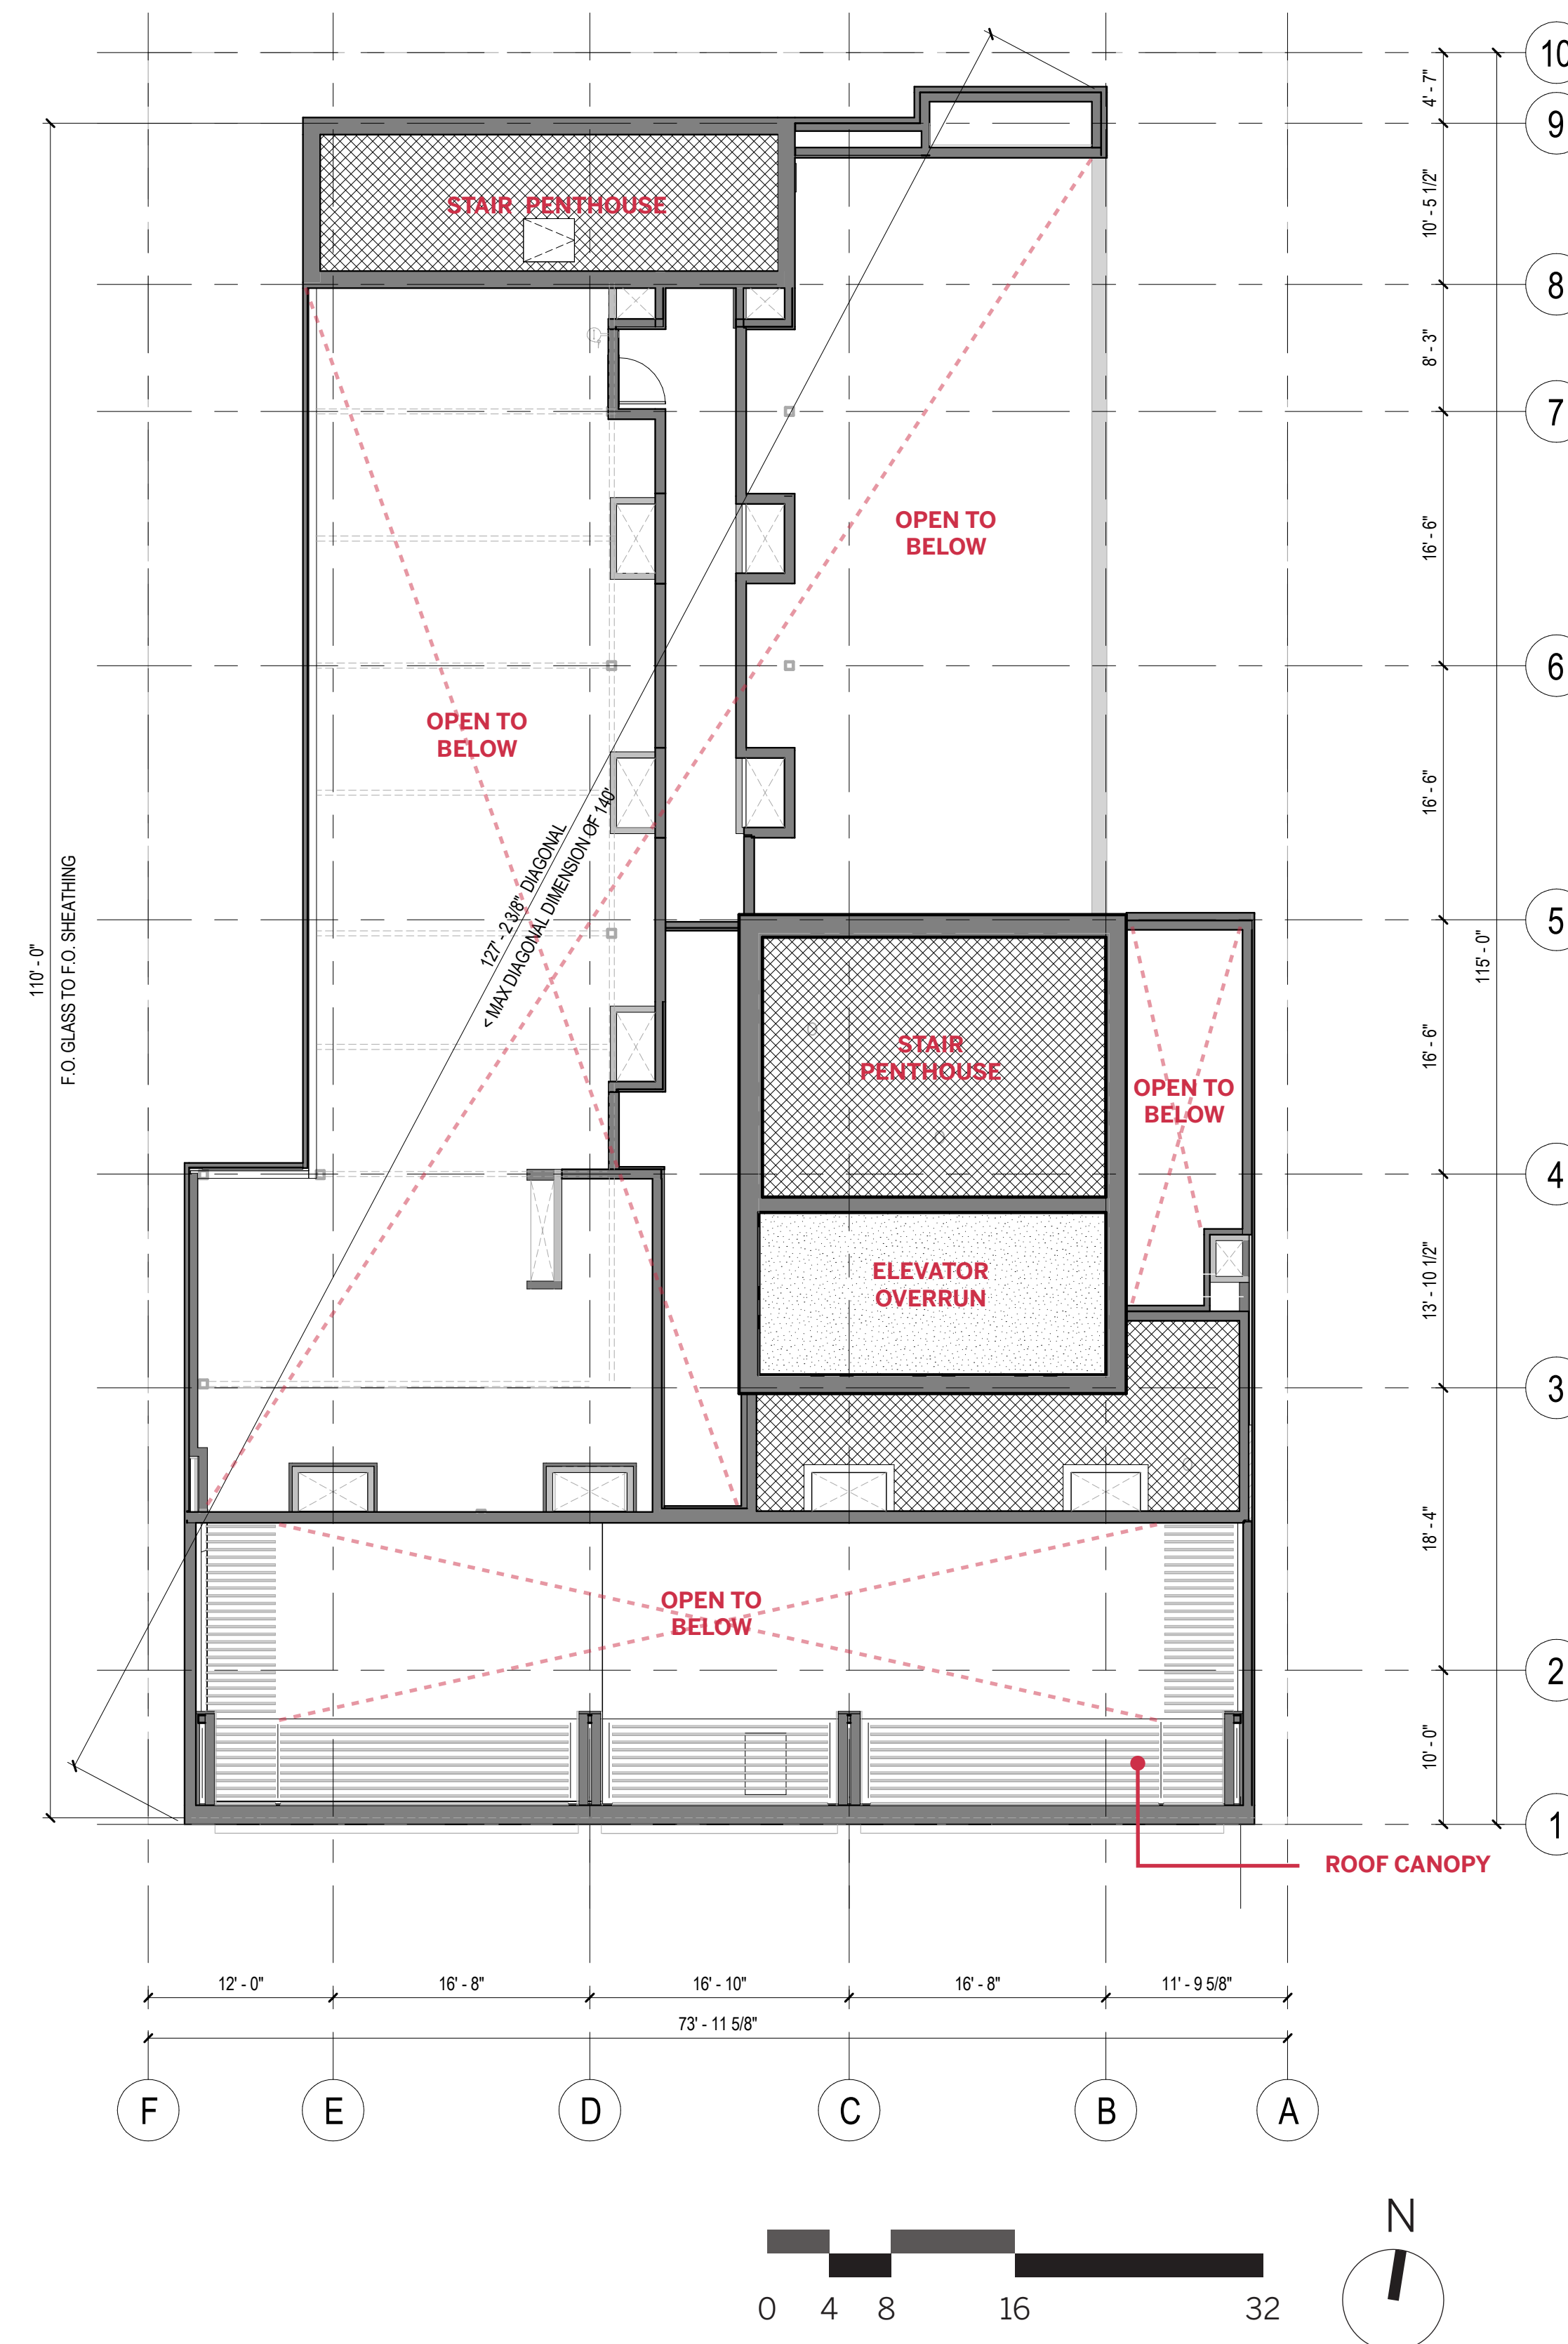 10
4' - 7"
9
10' - 5 1/2"
STAIR PENTHOUSE
8
8' - 3"
7
OPEN TO
BELOW
16' - 6"
6
OPEN TO
BELOW
16' - 6"
127' - 2 3/8" DIAGONAL
< MAX DIAGONAL DIMENSION OF 140'
5
110' - 0"
F.O. GLASS TO F.O. SHEATHING
115' - 0"
STAIR
PENTHOUSE
16' - 6"
OPEN TO
BELOW
4
ELEVATOR
OVERRUN
13' - 10 1/2"
3
18' - 4"
OPEN TO
BELOW
2
10' - 0"
1
ROOF CANOPY
12' - 0"
16' - 8"
16' - 10"
16' - 8"
11' - 9 5/8"
73' - 11 5/8"
F
E
D
C
B
A
N
0
4
8
16
32